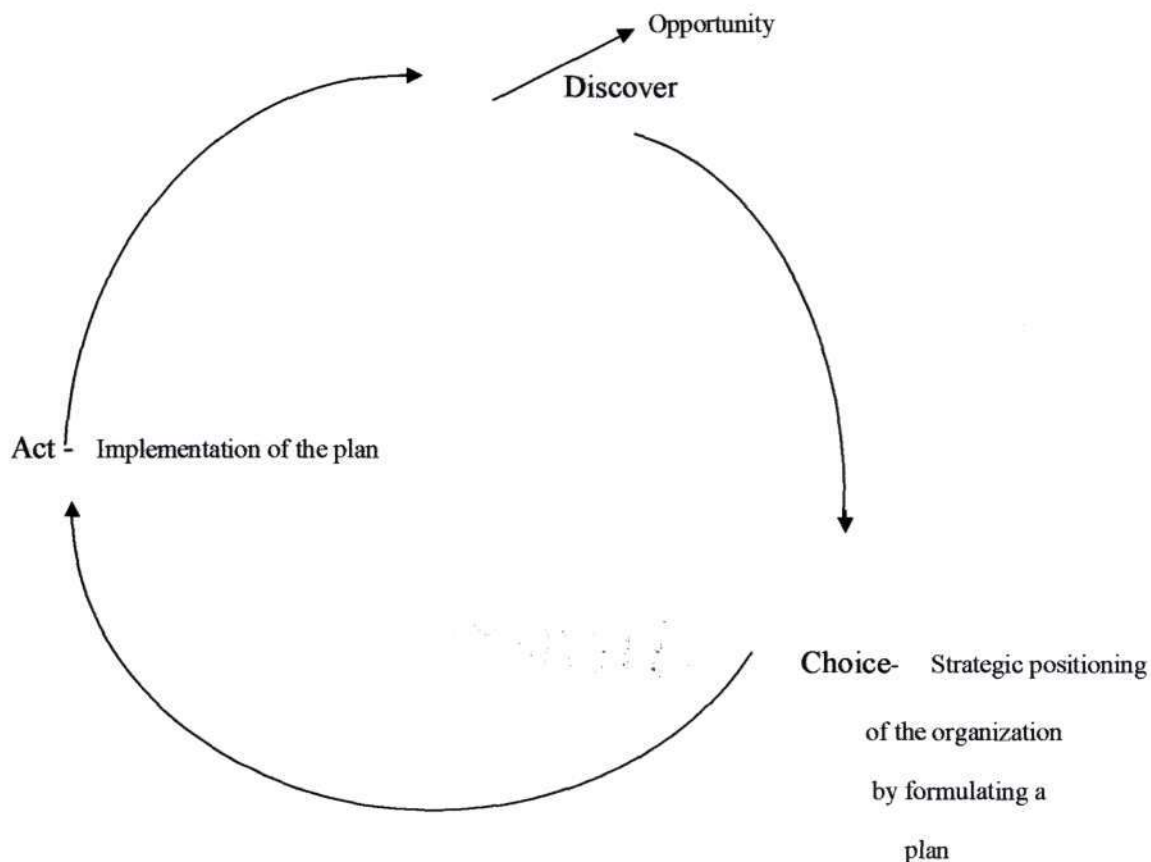 Opportunity
Discover
Act - Implementation of the plan
Choice- Strategic positioning
of the organization
by formulating a
plan